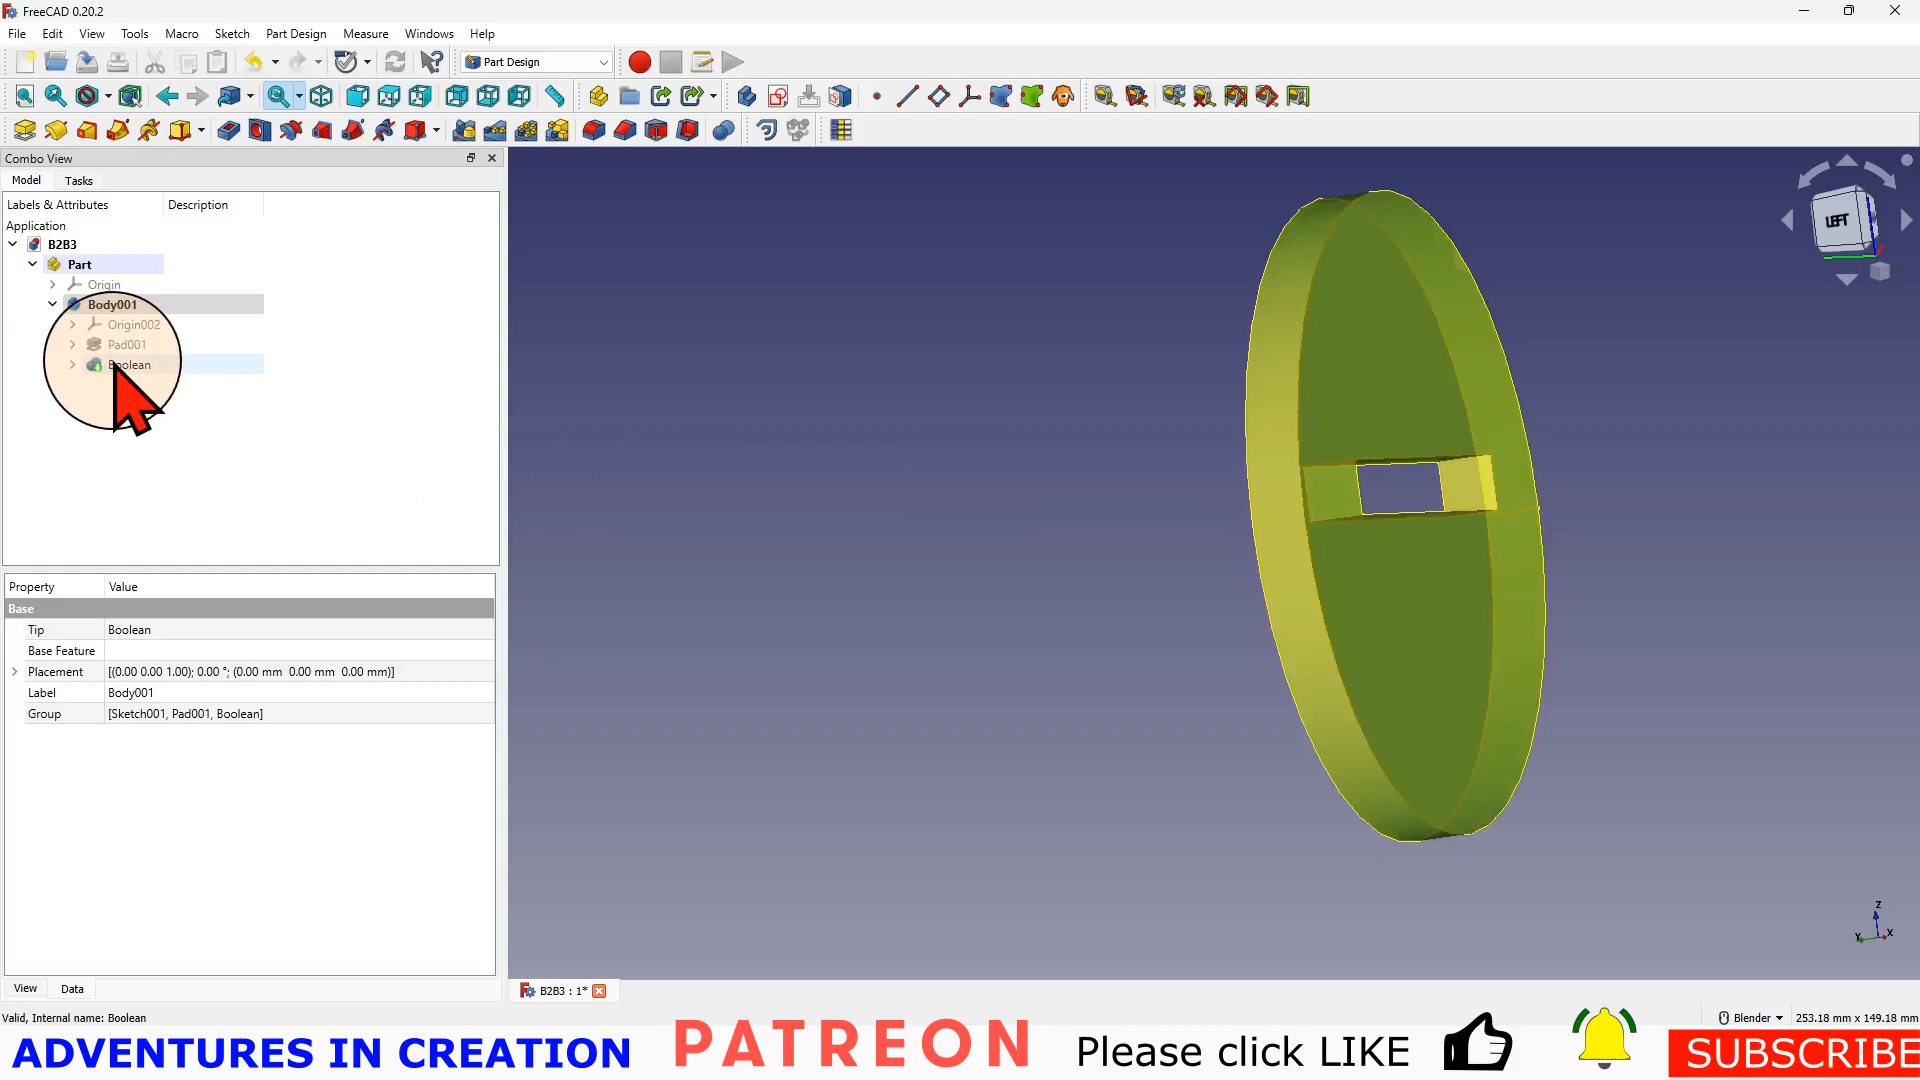 FreeCAD 0.20.2
File Edit View Tools Macro Sketch Part Design Measure Windows Help
Part Design
Combo View
Model Tasks
Labels & Attributes Description
Application
B2B3
Part
Origin
Body001
Origin002
Pad001
Boolean
LEFT
Property Value
Base
Tip Boolean
Base Feature
Placement [(0.00 0.00 1.00); 0.00 °; (0.00 mm 0.00 mm 0.00 mm)]
Label Body001
Group [Sketch001, Pad001, Boolean]
Z
Y X
View Data
B2B3 : 1*
Valid, Internal name: Boolean
Blender 253.18 mm x 149.18 mm
ADVENTURES IN CREATION PATREON Please click LIKE SUBSCRIBE